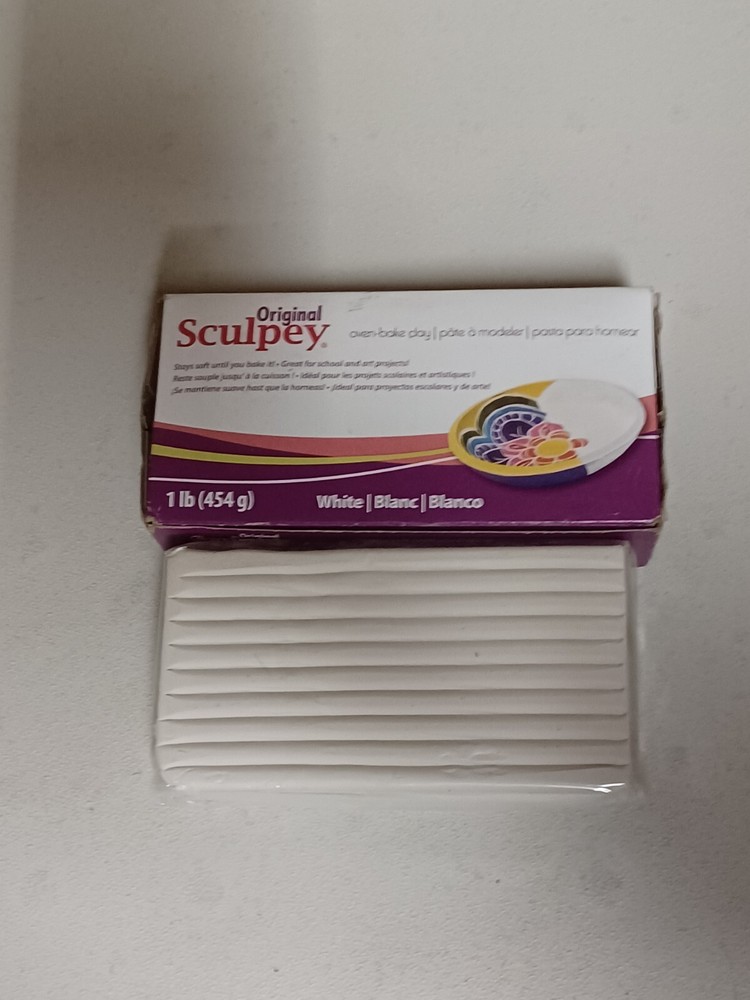 Original
Sculpey®
oven-bake clay | pâte à modeler | pasta para hornear
Stays soft until you bake it! • Great for school and art projects!
Reste souple jusqu' à la cuisson ! • Idéal pour les projets scolaires et artistiques !
¡Se mantiene suave hast que la horneas! • ¡Ideal para proyectos escolares y de arte!
1 lb (454 g)
White | Blanc | Blanco
Original